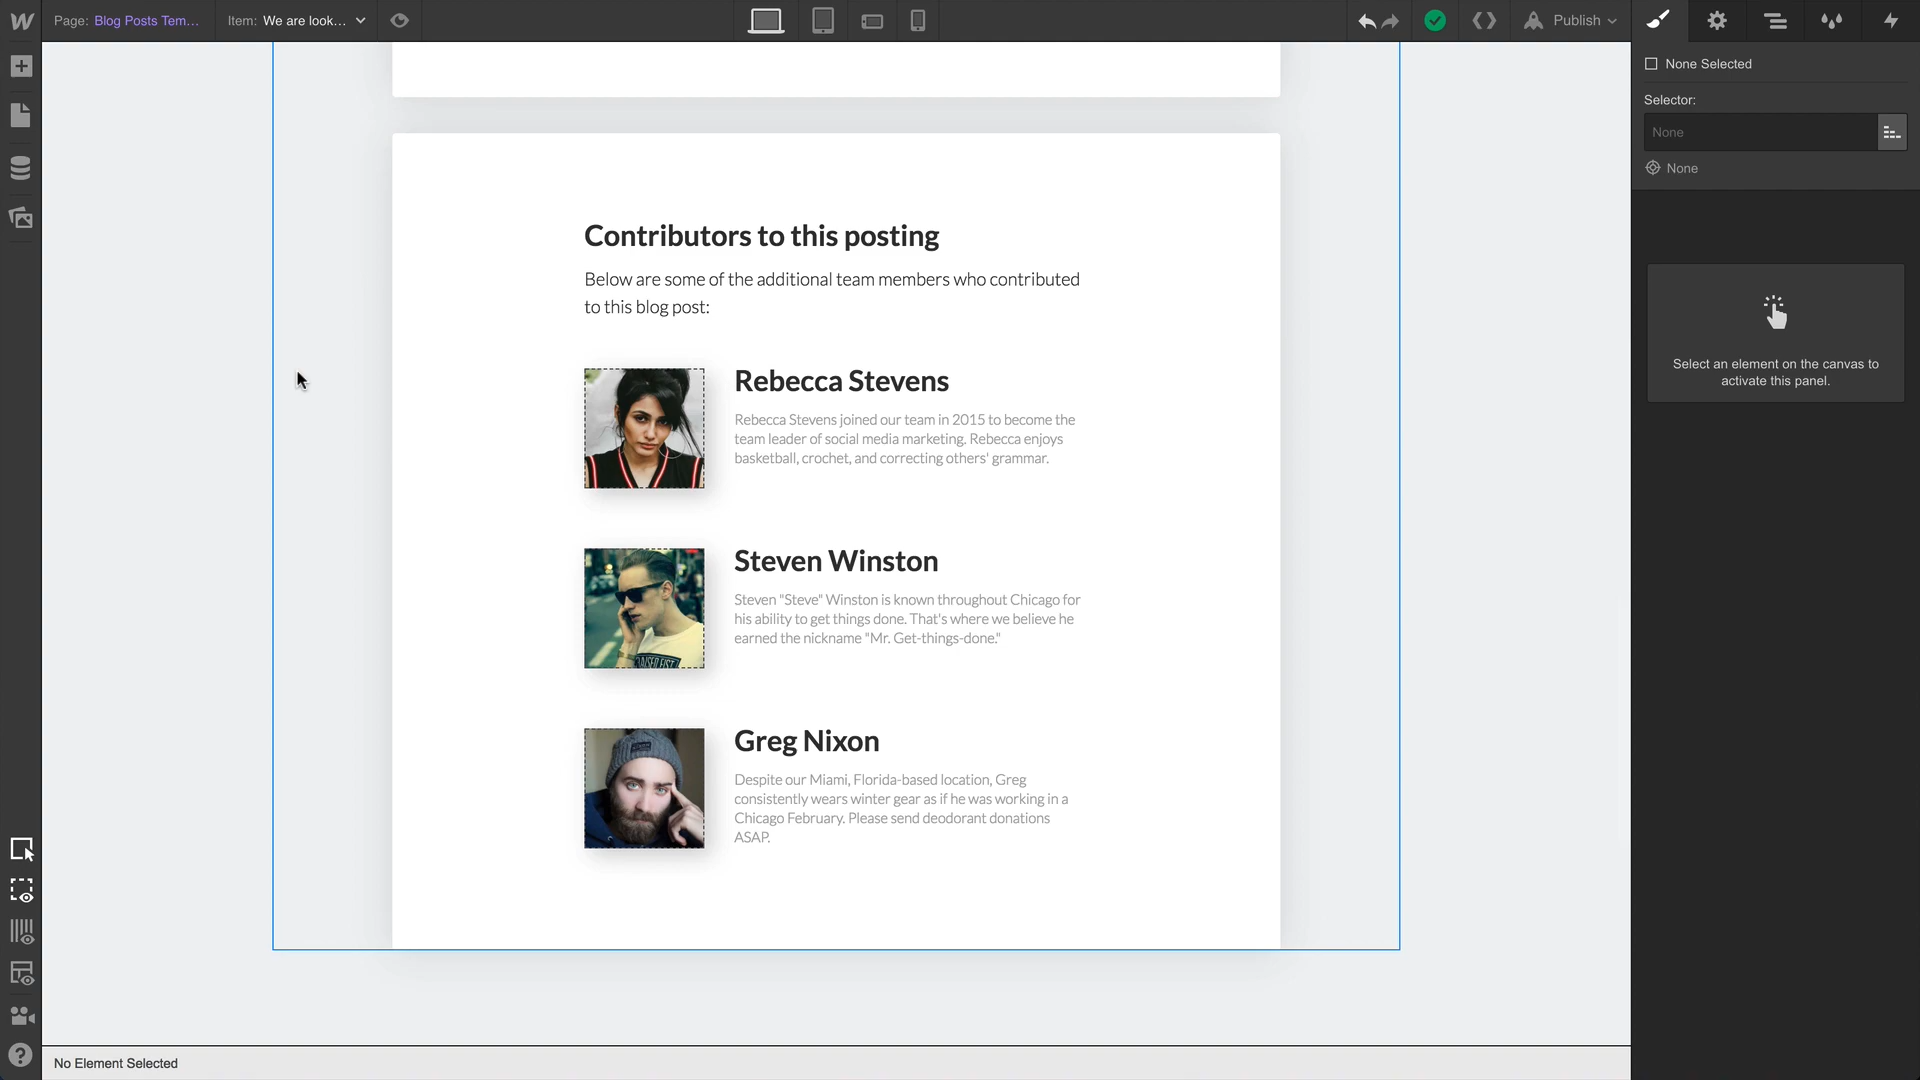 Page: Blog Posts Tem...
Item: We are look...
Publish
None Selected
Selector:
None
None
Select an element on the canvas to
activate this panel.
Contributors to this posting
Below are some of the additional team members who contributed
to this blog post:
Rebecca Stevens
Rebecca Stevens joined our team in 2015 to become the
team leader of social media marketing. Rebecca enjoys
basketball, crochet, and correcting others' grammar.
Steven Winston
Steven "Steve" Winston is known throughout Chicago for
his ability to get things done. That's where we believe he
earned the nickname "Mr. Get-things-done."
Greg Nixon
Despite our Miami, Florida-based location, Greg
consistently wears winter gear as if he was working in a
Chicago February. Please send deodorant donations
ASAP.
No Element Selected